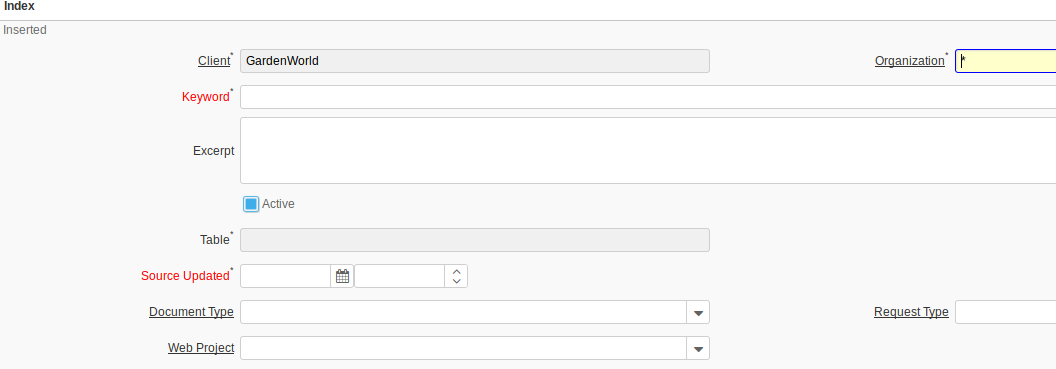 Index
Inserted
Client* GardenWorld Organization* *
Keyword*
Excerpt
Active
Table*
Source Updated*
Document Type Request Type
Web Project